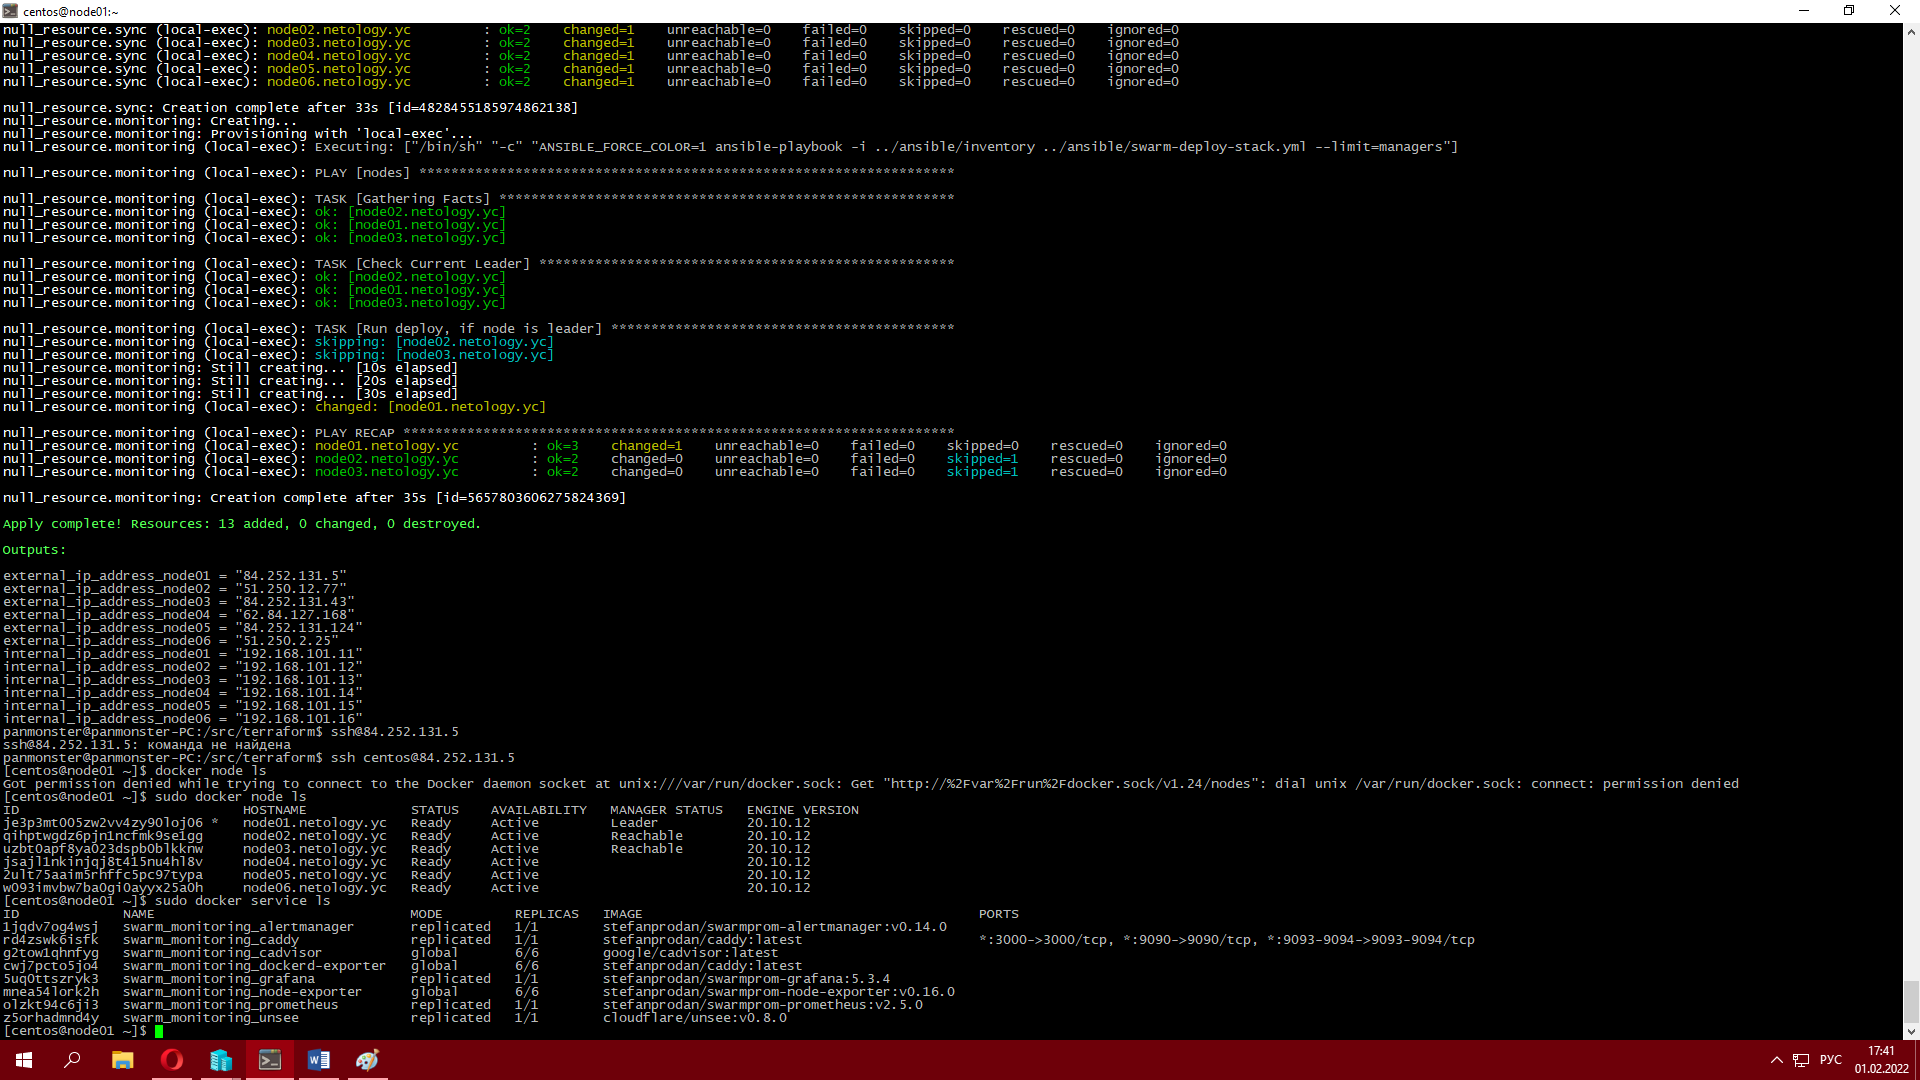 centos@node01:~
null_resource.sync (local-exec): node02.netology.yc : ok=2 changed=1 unreachable=0 failed=0 skipped=0 rescued=0 ignored=0
null_resource.sync (local-exec): node03.netology.yc : ok=2 changed=1 unreachable=0 failed=0 skipped=0 rescued=0 ignored=0
null_resource.sync (local-exec): node04.netology.yc : ok=2 changed=1 unreachable=0 failed=0 skipped=0 rescued=0 ignored=0
null_resource.sync (local-exec): node05.netology.yc : ok=2 changed=1 unreachable=0 failed=0 skipped=0 rescued=0 ignored=0
null_resource.sync (local-exec): node06.netology.yc : ok=2 changed=1 unreachable=0 failed=0 skipped=0 rescued=0 ignored=0
null_resource.sync: Creation complete after 33s [id=4828455185974862138]
null_resource.monitoring: Creating...
null_resource.monitoring: Provisioning with 'local-exec'...
null_resource.monitoring (local-exec): Executing: ["/bin/sh" "-c" "ANSIBLE_FORCE_COLOR=1 ansible-playbook -i ../ansible/inventory ../ansible/swarm-deploy-stack.yml --limit=managers"]
null_resource.monitoring (local-exec): PLAY [nodes] *******************************************************************
null_resource.monitoring (local-exec): TASK [Gathering Facts] *********************************************************
null_resource.monitoring (local-exec): ok: [node02.netology.yc]
null_resource.monitoring (local-exec): ok: [node01.netology.yc]
null_resource.monitoring (local-exec): ok: [node03.netology.yc]
null_resource.monitoring (local-exec): TASK [Check Current Leader] ****************************************************
null_resource.monitoring (local-exec): ok: [node02.netology.yc]
null_resource.monitoring (local-exec): ok: [node01.netology.yc]
null_resource.monitoring (local-exec): ok: [node03.netology.yc]
null_resource.monitoring (local-exec): TASK [Run deploy, if node is leader] *******************************************
null_resource.monitoring (local-exec): skipping: [node02.netology.yc]
null_resource.monitoring (local-exec): skipping: [node03.netology.yc]
null_resource.monitoring: Still creating... [10s elapsed]
null_resource.monitoring: Still creating... [20s elapsed]
null_resource.monitoring: Still creating... [30s elapsed]
null_resource.monitoring (local-exec): changed: [node01.netology.yc]
null_resource.monitoring (local-exec): PLAY RECAP *********************************************************************
null_resource.monitoring (local-exec): node01.netology.yc : ok=3 changed=1 unreachable=0 failed=0 skipped=0 rescued=0 ignored=0
null_resource.monitoring (local-exec): node02.netology.yc : ok=2 changed=0 unreachable=0 failed=0 skipped=1 rescued=0 ignored=0
null_resource.monitoring (local-exec): node03.netology.yc : ok=2 changed=0 unreachable=0 failed=0 skipped=1 rescued=0 ignored=0
null_resource.monitoring: Creation complete after 35s [id=5657803606275824369]
Apply complete! Resources: 13 added, 0 changed, 0 destroyed.
Outputs:
external_ip_address_node01 = "84.252.131.5"
external_ip_address_node02 = "51.250.12.77"
external_ip_address_node03 = "84.252.131.43"
external_ip_address_node04 = "62.84.127.168"
external_ip_address_node05 = "84.252.131.124"
external_ip_address_node06 = "51.250.2.25"
internal_ip_address_node01 = "192.168.101.11"
internal_ip_address_node02 = "192.168.101.12"
internal_ip_address_node03 = "192.168.101.13"
internal_ip_address_node04 = "192.168.101.14"
internal_ip_address_node05 = "192.168.101.15"
internal_ip_address_node06 = "192.168.101.16"
panmonster@panmonster-PC:/src/terraform$ ssh@84.252.131.5
ssh@84.252.131.5: команда не найдена
panmonster@panmonster-PC:/src/terraform$ ssh centos@84.252.131.5
[centos@node01 ~]$ docker node ls
Got permission denied while trying to connect to the Docker daemon socket at unix:///var/run/docker.sock: Get "http://%2Fvar%2Frun%2Fdocker.sock/v1.24/nodes": dial unix /var/run/docker.sock: connect: permission denied
[centos@node01 ~]$ sudo docker node ls
ID HOSTNAME STATUS AVAILABILITY MANAGER STATUS ENGINE VERSION
je3p3mt005zw2vv4zy90loj06 * node01.netology.yc Ready Active Leader 20.10.12
qihptwgdz6pjn1ncfmk9se1gg node02.netology.yc Ready Active Reachable 20.10.12
uzbt0apf8ya023dspb0blkknw node03.netology.yc Ready Active Reachable 20.10.12
jsajl1nkinjqj8t415nu4hl8v node04.netology.yc Ready Active 20.10.12
2ult75aaim5rhffc5pc97typa node05.netology.yc Ready Active 20.10.12
w093imvbw7ba0gi0ayyx25a0h node06.netology.yc Ready Active 20.10.12
[centos@node01 ~]$ sudo docker service ls
ID NAME MODE REPLICAS IMAGE PORTS
1jqdv7og4wsj swarm_monitoring_alertmanager replicated 1/1 stefanprodan/swarmprom-alertmanager:v0.14.0
rd4zswk6isfk swarm_monitoring_caddy replicated 1/1 stefanprodan/caddy:latest *:3000->3000/tcp, *:9090->9090/tcp, *:9093-9094->9093-9094/tcp
g2tow1qhnfyg swarm_monitoring_cadvisor global 6/6 google/cadvisor:latest
cwj7pcto5jo4 swarm_monitoring_dockerd-exporter global 6/6 stefanprodan/caddy:latest
5uq0ttszryk3 swarm_monitoring_grafana replicated 1/1 stefanprodan/swarmprom-grafana:5.3.4
mnea54lork2h swarm_monitoring_node-exporter global 6/6 stefanprodan/swarmprom-node-exporter:v0.16.0
olzkt94c6ji3 swarm_monitoring_prometheus replicated 1/1 stefanprodan/swarmprom-prometheus:v2.5.0
z5orhadmnd4y swarm_monitoring_unsee replicated 1/1 cloudflare/unsee:v0.8.0
[centos@node01 ~]$
РУС
17:41
01.02.2022